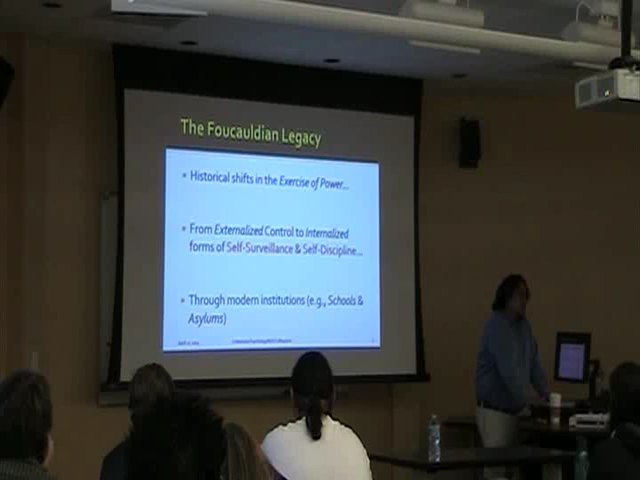 The Foucauldian Legacy
Historical shifts in the Exercise of Power...
From Externalized Control to Internalized
forms of Self-Surveillance & Self-Discipline...
Through modern institutions (e.g., Schools &
Asylums)